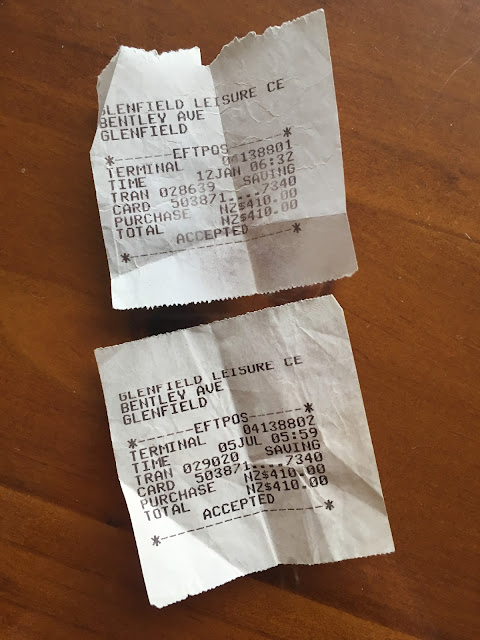 GLENFIELD LEISURE CE
BENTLEY AVE
GLENFIELD
*-------EFTPOS-------*
TERMINAL 04138801
TIME 12JAN 06:32
TRAN 028639 SAVING
CARD 503871....7340
PURCHASE NZ$410.00
TOTAL NZ$410.00
ACCEPTED
*--------------------*
GLENFIELD LEISURE CE
BENTLEY AVE
GLENFIELD
*-------EFTPOS-------*
TERMINAL 04138802
TIME 05JUL 05:59
TRAN 029020 SAVING
CARD 503871....7340
PURCHASE NZ$410.00
TOTAL NZ$410.00
ACCEPTED
*--------------------*